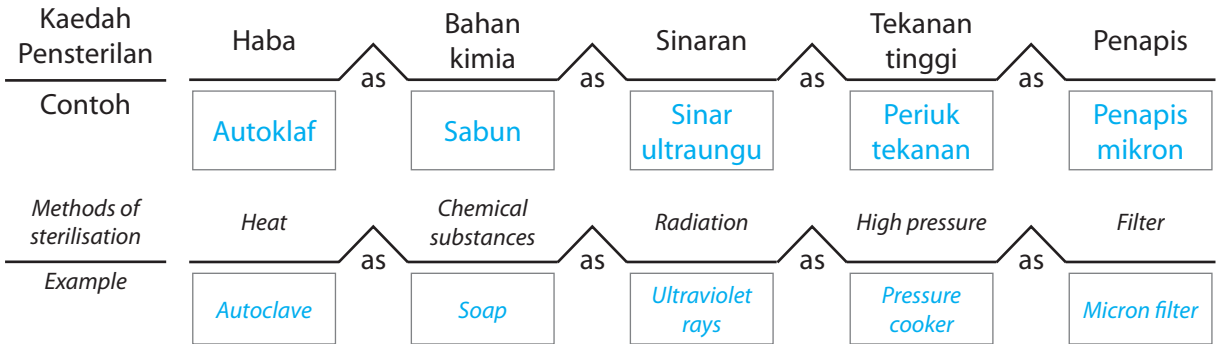 Kaedah
Pensterilan
Haba
Bahan
kimia
Sinaran
Tekanan
tinggi
Penapis
as
as
as
as
Contoh
Autoklaf
Sabun
Sinar
ultraungu
Periuk
tekanan
Penapis
mikron
Methods of
sterilisation
Heat
Chemical
substances
Radiation
High pressure
Filter
as
as
as
as
Example
Autoclave
Soap
Ultraviolet
rays
Pressure
cooker
Micron filter